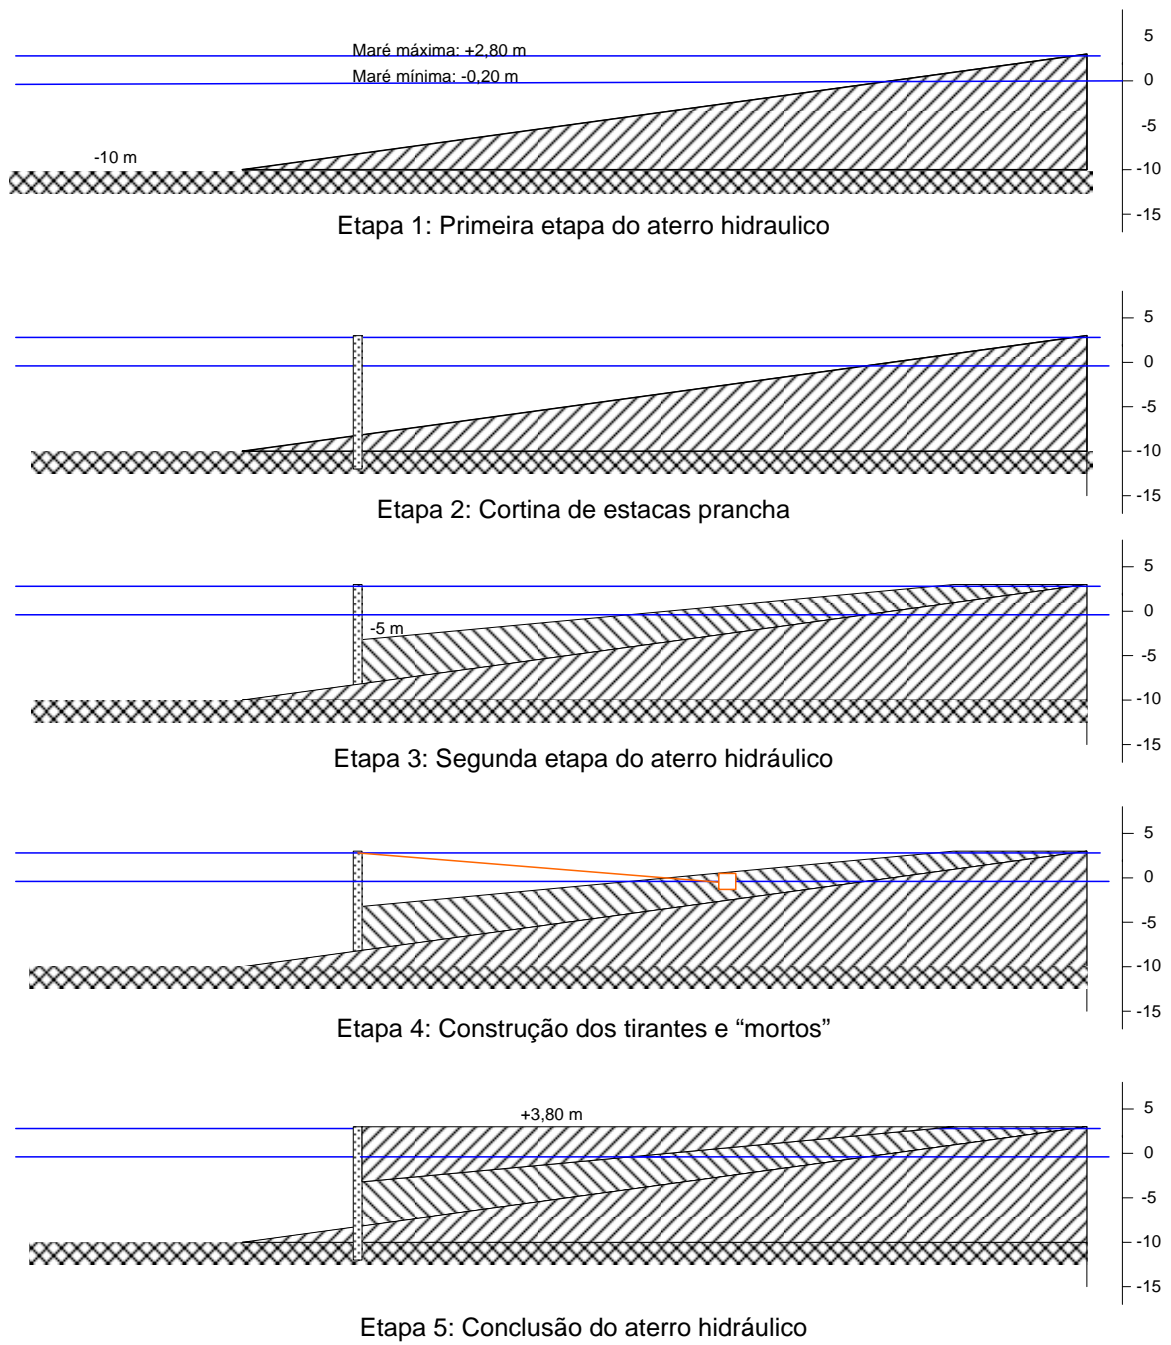 Maré máxima: +2,80 m
Maré mínima: -0,20 m
-10 m
5
0
-5
-10
-15
Etapa 1: Primeira etapa do aterro hidraulico
5
0
-5
-10
-15
Etapa 2: Cortina de estacas prancha
-5 m
5
0
-5
-10
-15
Etapa 3: Segunda etapa do aterro hidráulico
5
0
-5
-10
-15
Etapa 4: Construção dos tirantes e “mortos”
+3,80 m
5
0
-5
-10
-15
Etapa 5: Conclusão do aterro hidráulico